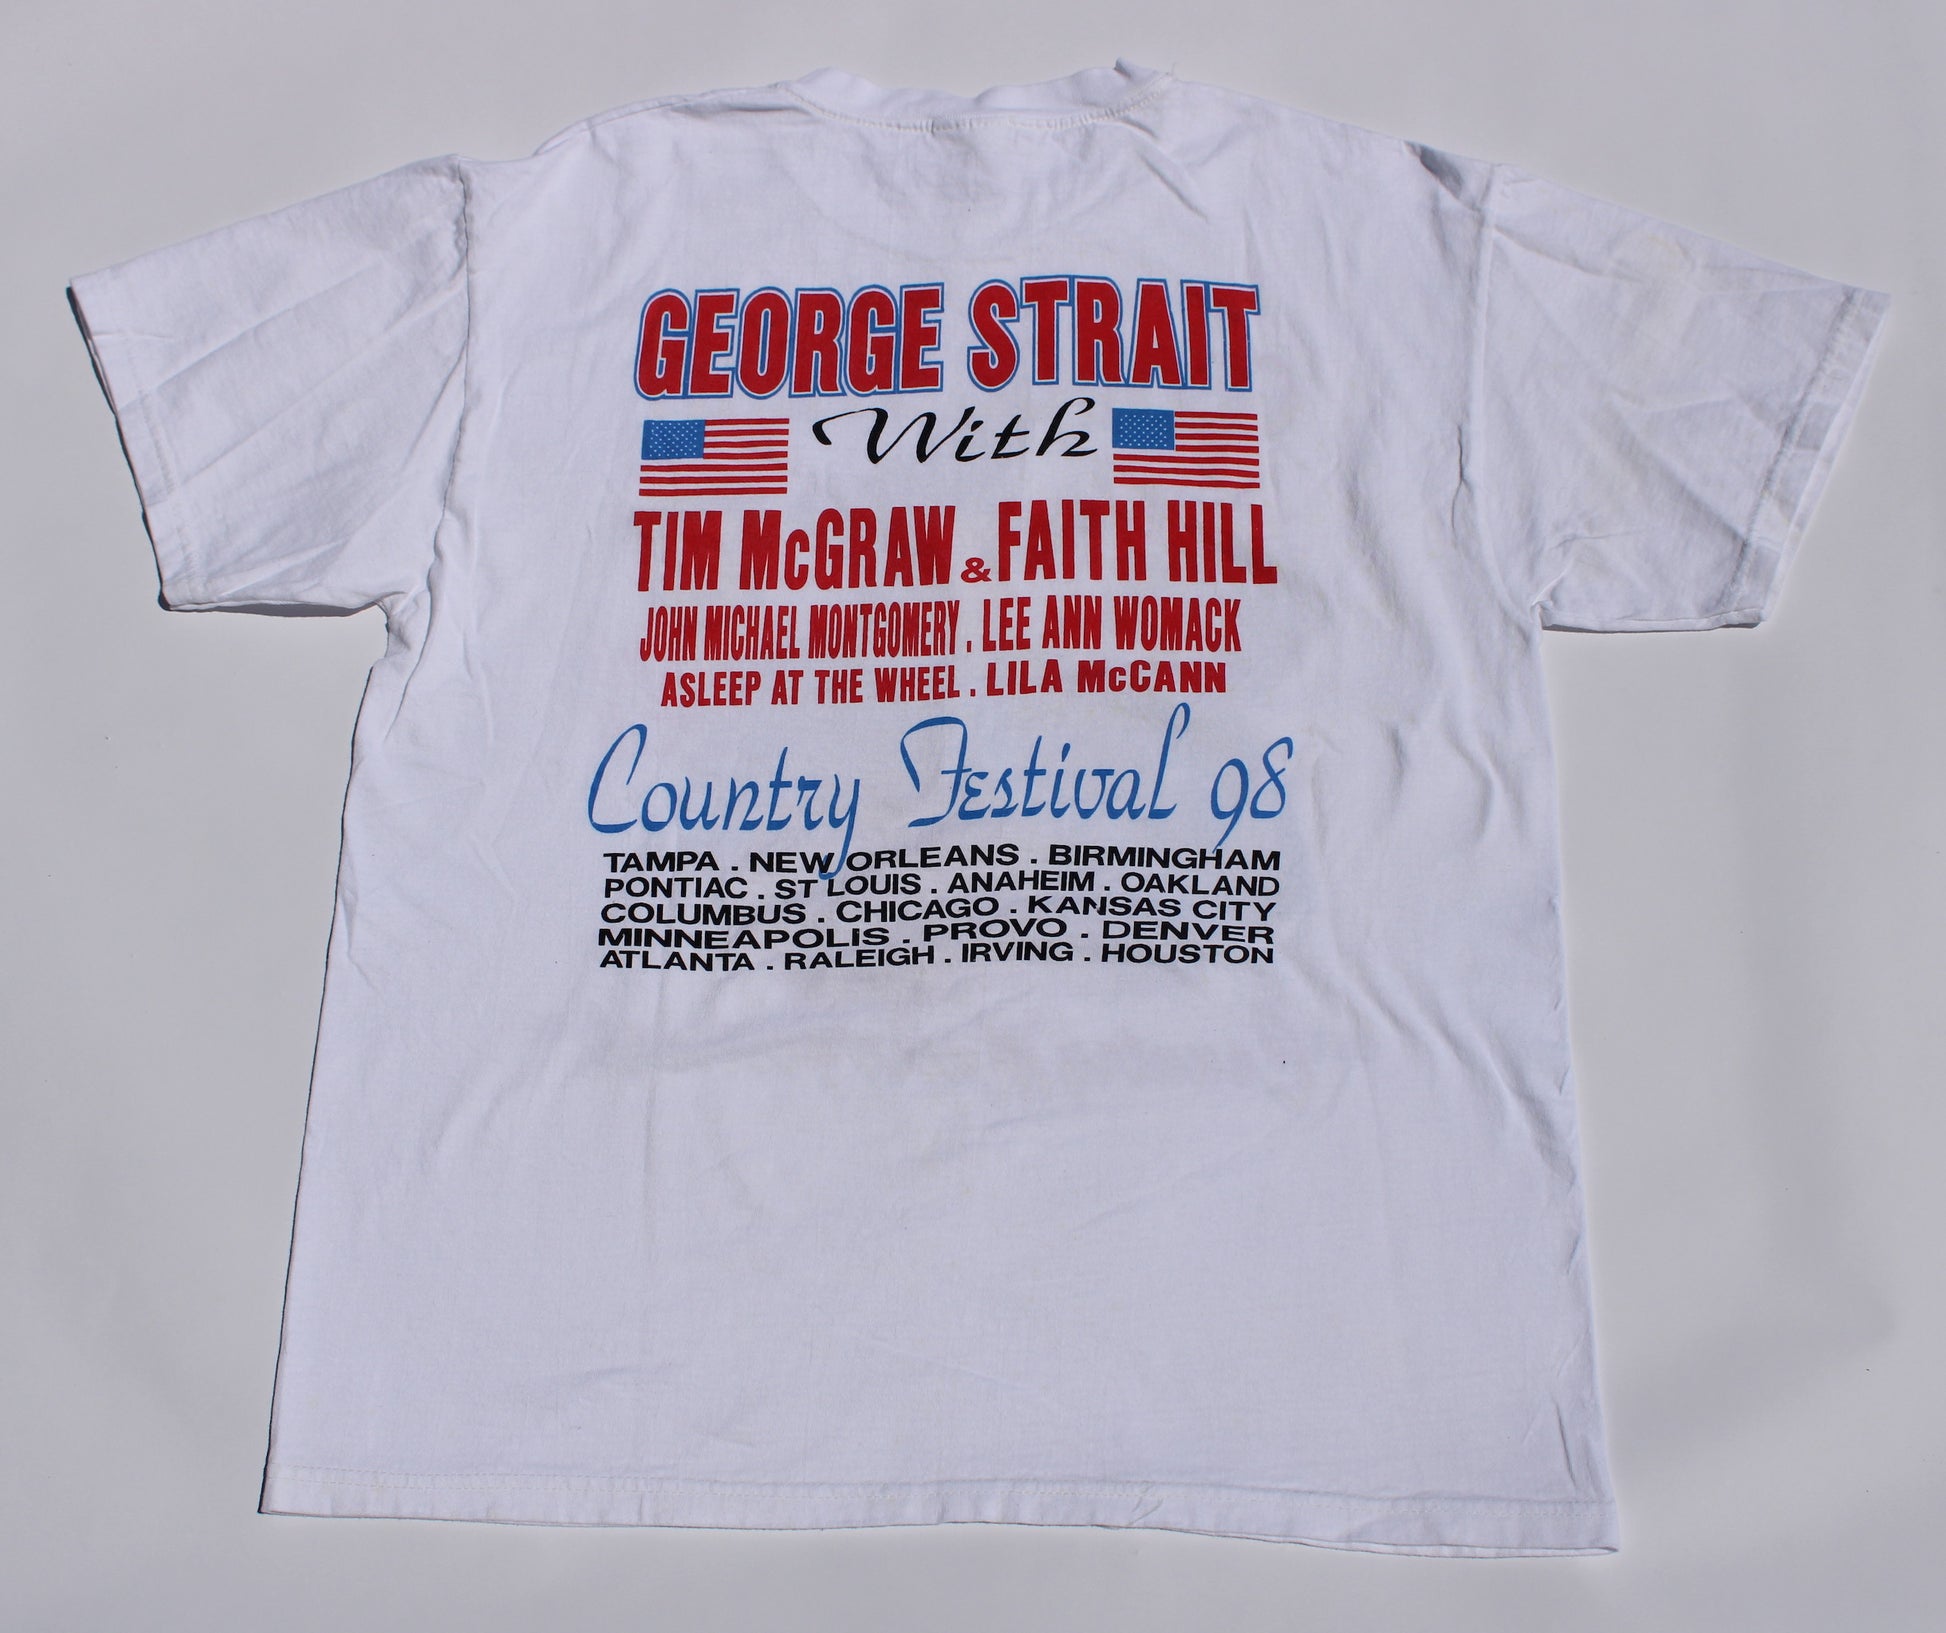 GEORGE STRAIT
With
TIM McGRAW & FAITH HILL
JOHN MICHAEL MONTGOMERY . LEE ANN WOMACK
ASLEEP AT THE WHEEL . LILA McCANN
Country Festival 98
TAMPA . NEW ORLEANS . BIRMINGHAM
PONTIAC . ST LOUIS . ANAHEIM . OAKLAND
COLUMBUS . CHICAGO . KANSAS CITY
MINNEAPOLIS . PROVO . DENVER
ATLANTA . RALEIGH . IRVING . HOUSTON